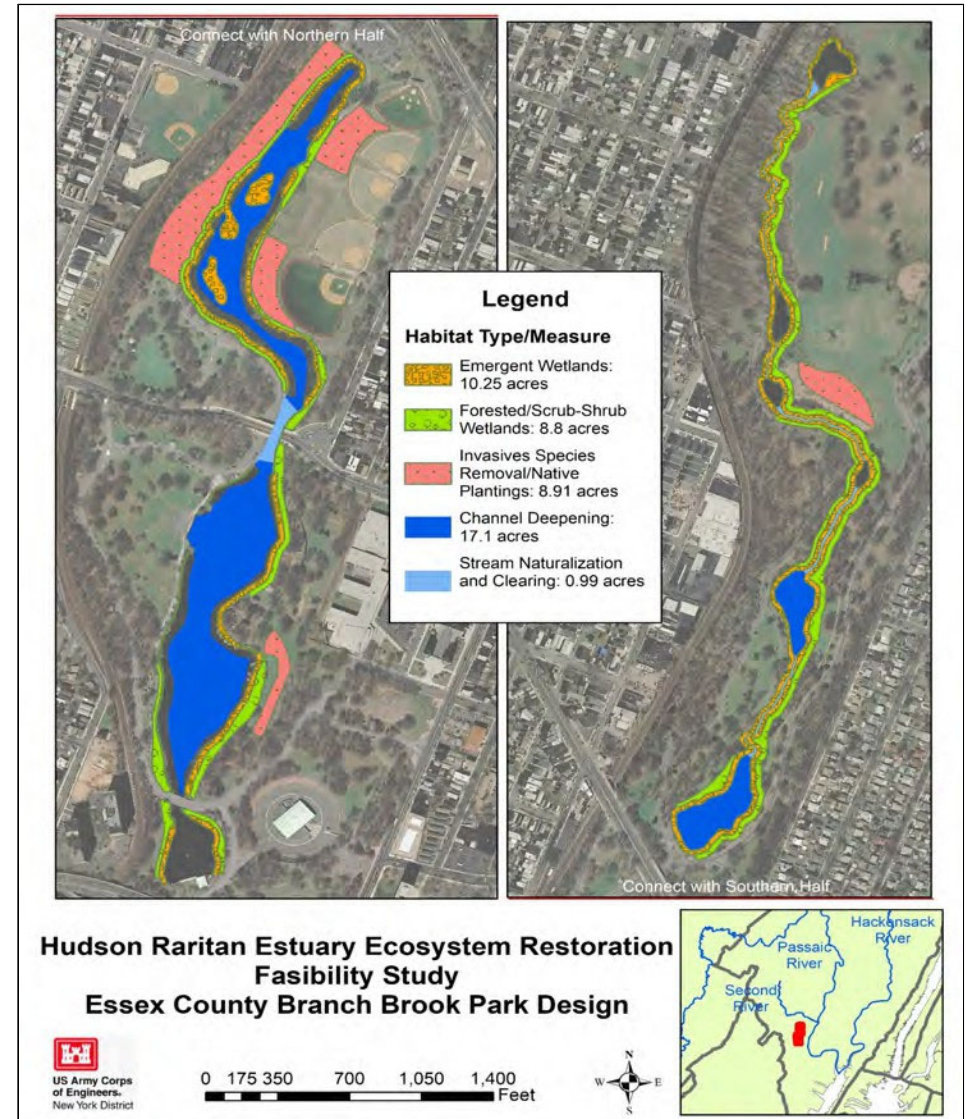 Connect with Northern Half
Legend
Habitat Type/Measure
Emergent Wetlands:
10.25 acres
Forested/Scrub-Shrub
Wetlands: 8.8 acres
Invasives Species
Removal/Native
Plantings: 8.91 acres
Channel Deepening:
17.1 acres
Stream Naturalization
and Clearing: 0.99 acres
Connect with Southern Half
Hudson Raritan Estuary Ecosystem Restoration
Fasibility Study
Essex County Branch Brook Park Design
US Army Corps
of Engineers®
New York District
0 175 350 700 1,050 1,400
Feet
N
W E
S
Hackensack
River
Passaic
River
Second
River